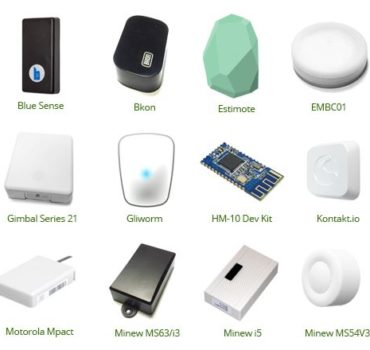 Blue Sense
Bkon
Estimote
EMBC01
Gimbal Series 21
Gliworm
HM-10 Dev Kit
Kontakt.io
Motorola Mpact
Minew MS63/i3
Minew i5
Minew MS54V3